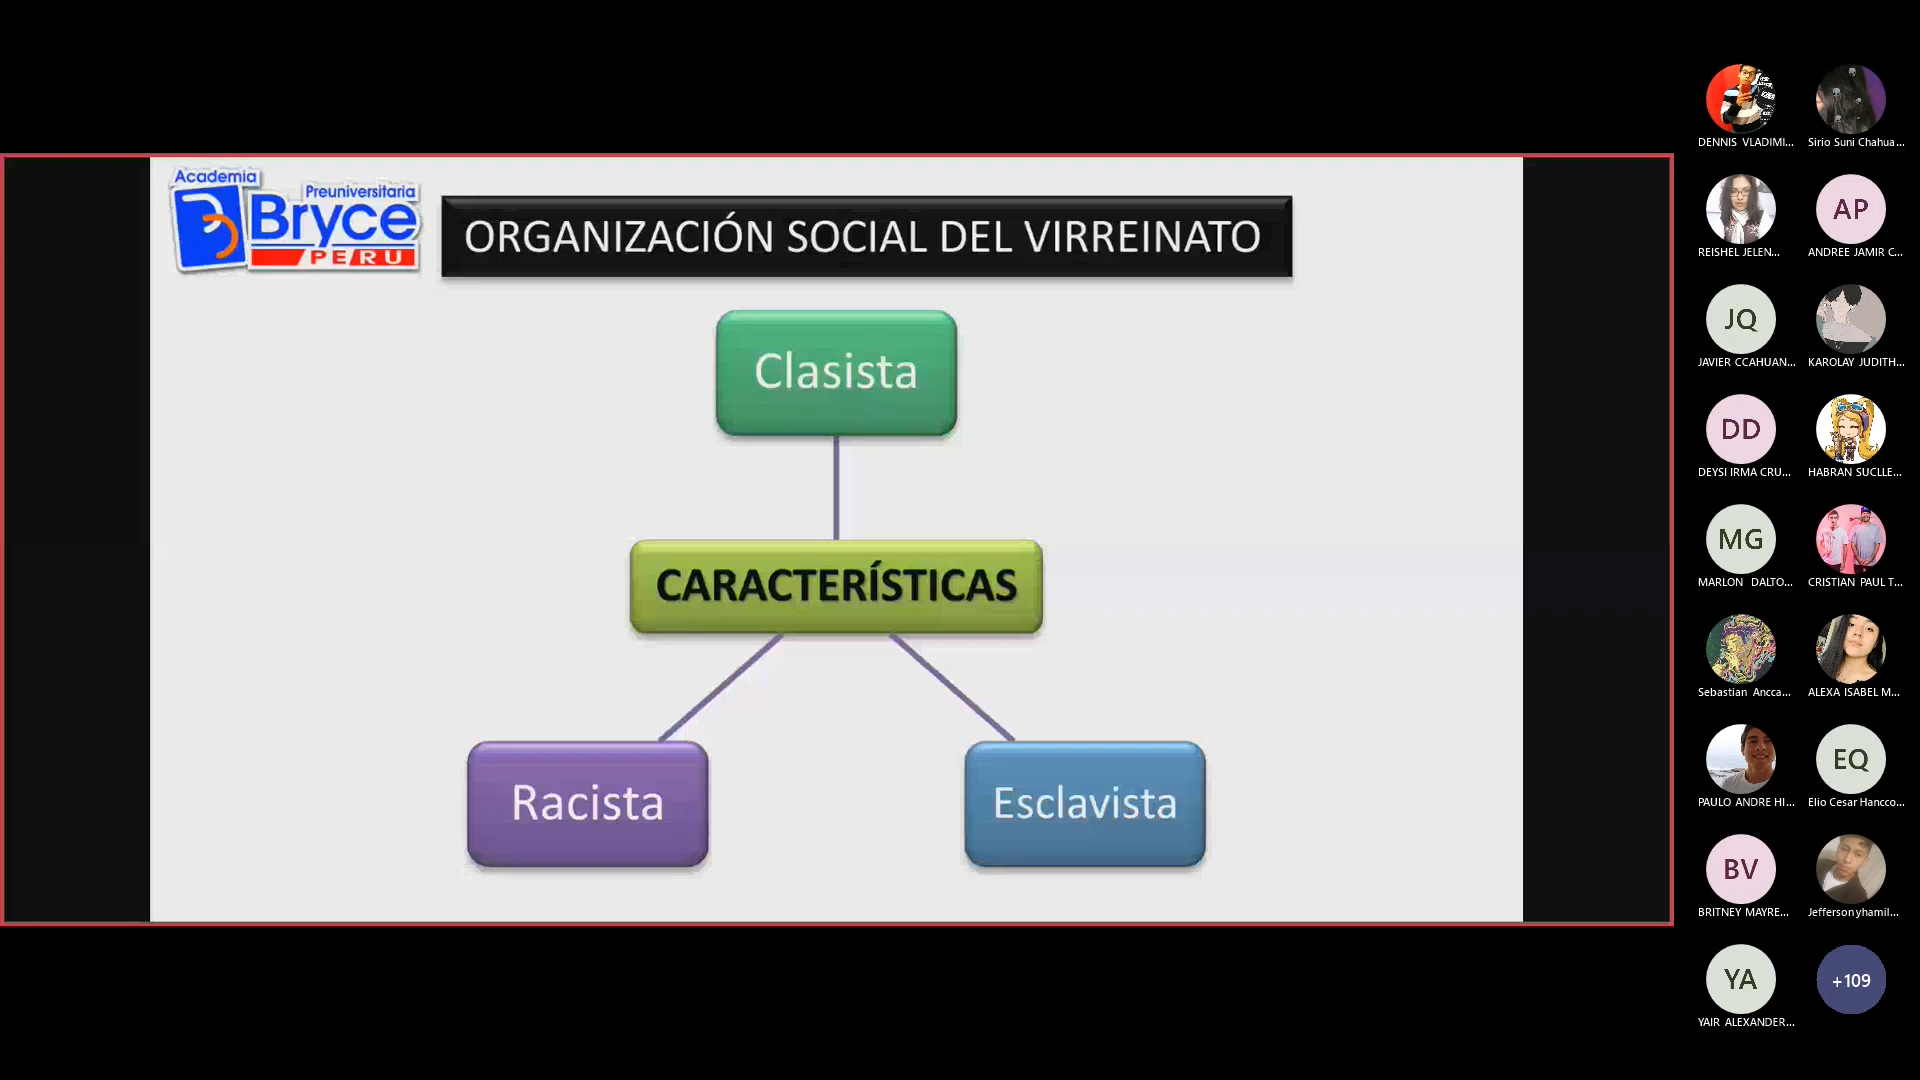 Academia
Preuniversitaria
Bryce
PERU
ORGANIZACIÓN SOCIAL DEL VIRREINATO
Clasista
CARACTERÍSTICAS
Racista
Esclavista
DENNIS VLADIMI...
Sirio Suni Chahua...
REISHEL JELEN...
AP
ANDREE JAMIR C...
JQ
JAVIER CCAHUAN...
KAROLAY JUDITH...
DD
DEYSI IRMA CRU...
HABRAN SUCLLE...
MG
MARLON DALTO...
CRISTIAN PAUL T...
Sebastian Ancca...
ALEXA ISABEL M...
PAULO ANDRE HI...
EQ
Elio Cesar Hancco...
BV
BRITNEY MAYRE...
Jefferson yhamil...
YA
YAIR ALEXANDER...
+109